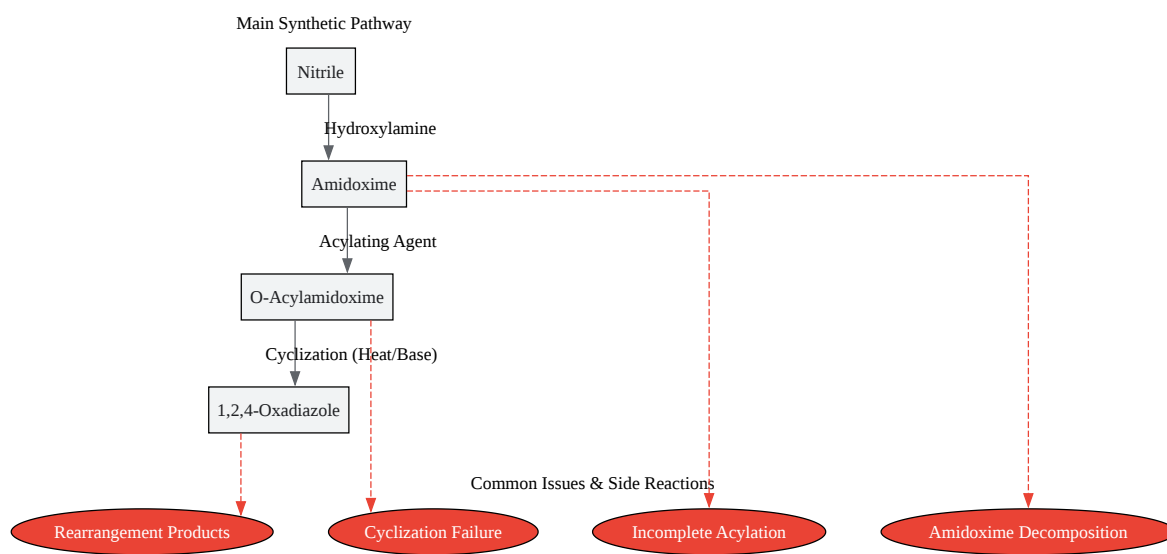 Main Synthetic Pathway
Nitrile
Hydroxylamine
Amidoxime
Acylating Agent
O-Acylamidoxime
Cyclization (Heat/Base)
1,2,4-Oxadiazole
Common Issues & Side Reactions
Rearrangement Products
Cyclization Failure
Incomplete Acylation
Amidoxime Decomposition